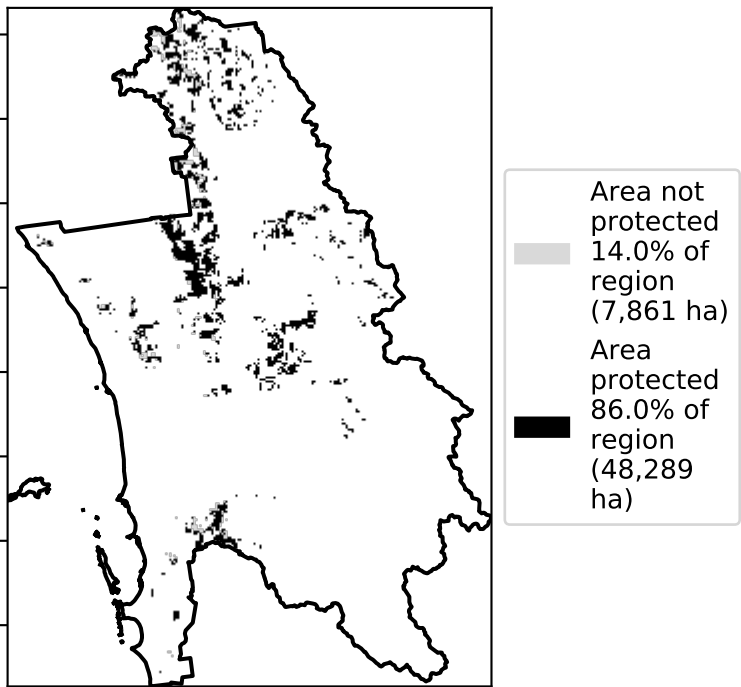 Area not
protected
14.0% of
region
(7,861 ha)
Area
protected
86.0% of
region
(48,289
ha)